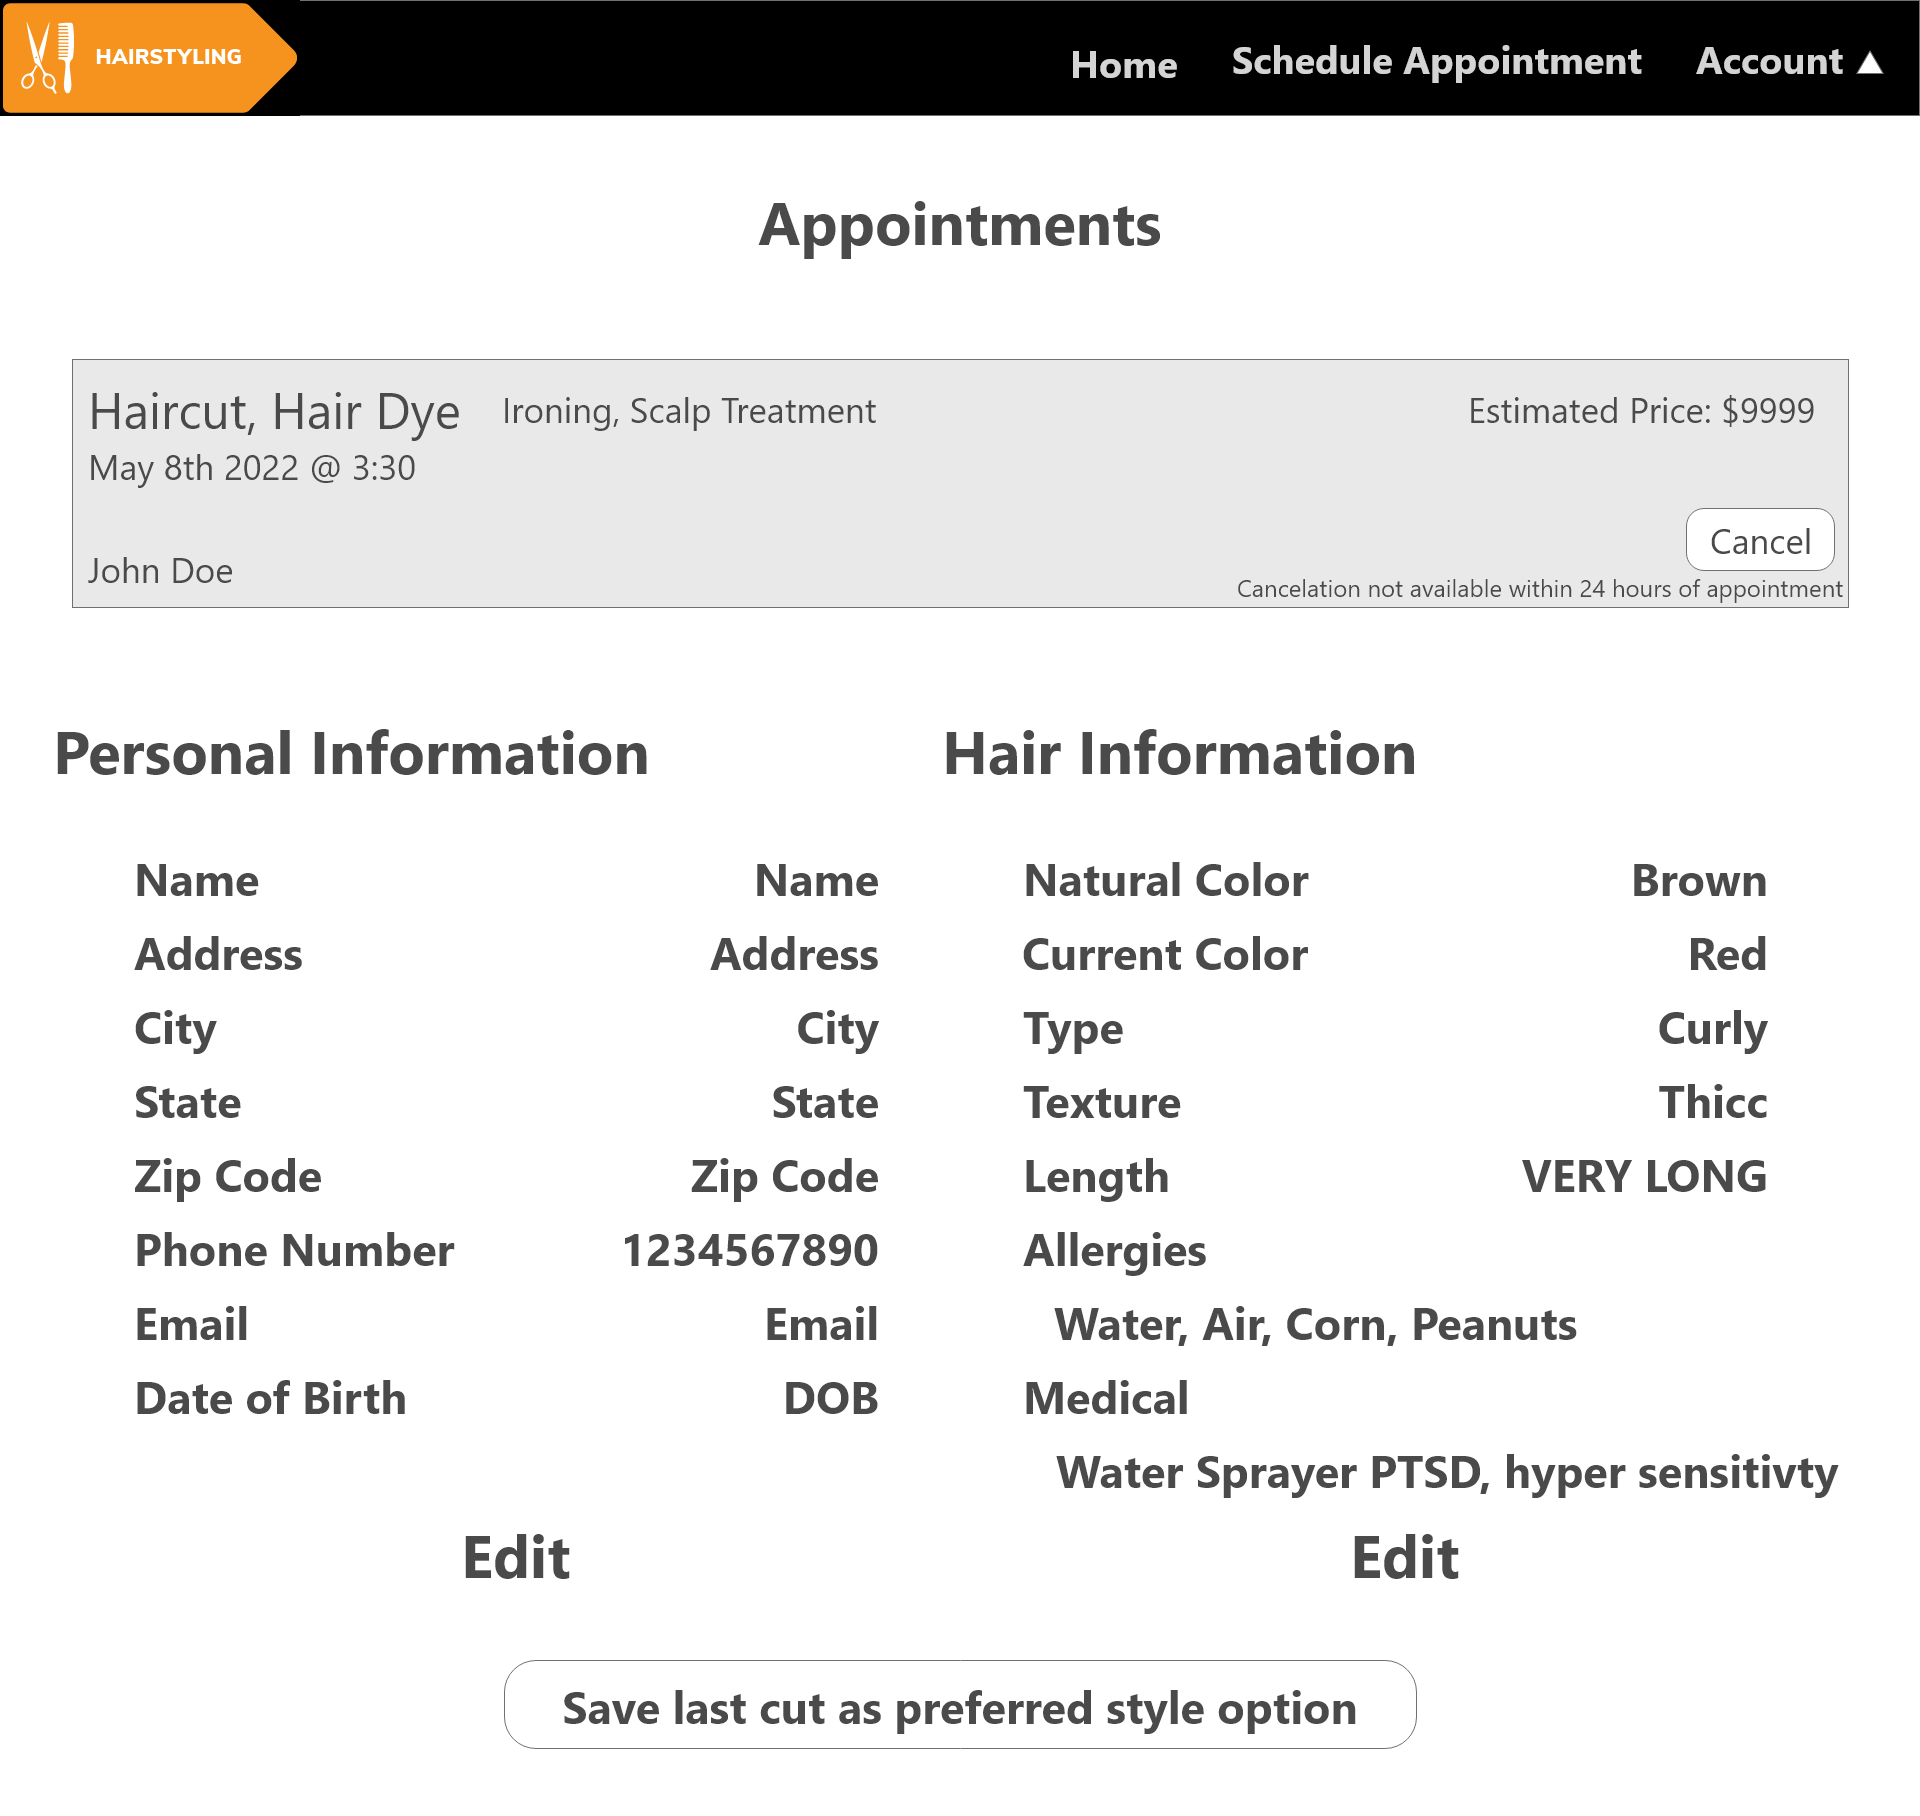 HAIRSTYLING
Home Schedule Appointment Account
Appointments
Haircut, Hair Dye Ironing, Scalp Treatment Estimated Price: $9999
May 8th 2022 @ 3:30
Cancel
John Doe
Cancelation not available within 24 hours of appointment
Personal Information
Name Name
Address Address
City City
State State
Zip Code Zip Code
Phone Number 1234567890
Email Email
Date of Birth DOB
Edit
Hair Information
Natural Color Brown
Current Color Red
Type Curly
Texture Thicc
Length VERY LONG
Allergies
Water, Air, Corn, Peanuts
Medical
Water Sprayer PTSD, hyper sensitivty
Edit
Save last cut as preferred style option